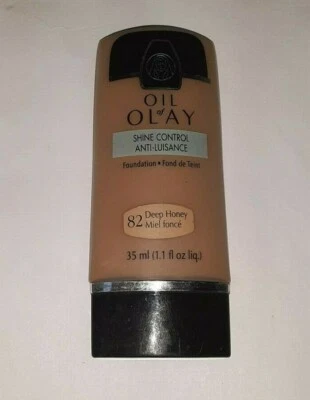 OIL
of
OLAY
SHINE CONTROL
ANTI-LUISANCE
Foundation • Fond de Teint
82 Deep Honey
Miel foncé
35 ml (1.1 fl oz liq.)